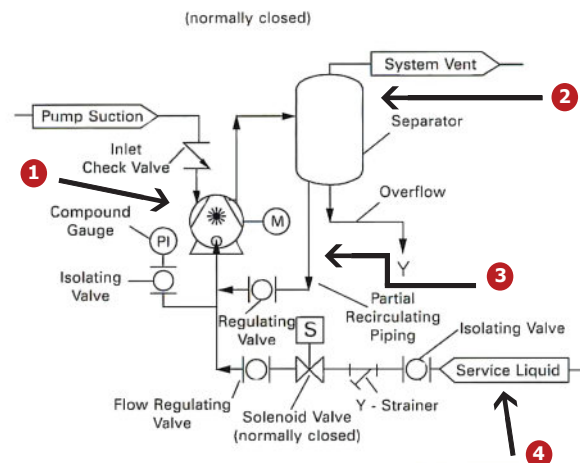 (normally closed)
System Vent
2
Pump Suction
Separator
Inlet
Check Valve
1
Compound
Gauge
M
Overflow
PI
Y
3
Isolating
Valve
Regulating
Valve
Partial
Recirculating
Piping
Isolating Valve
S
Service Liquid
Flow Regulating
Valve
Solenoid Valve
(normally closed)
Y - Strainer
4